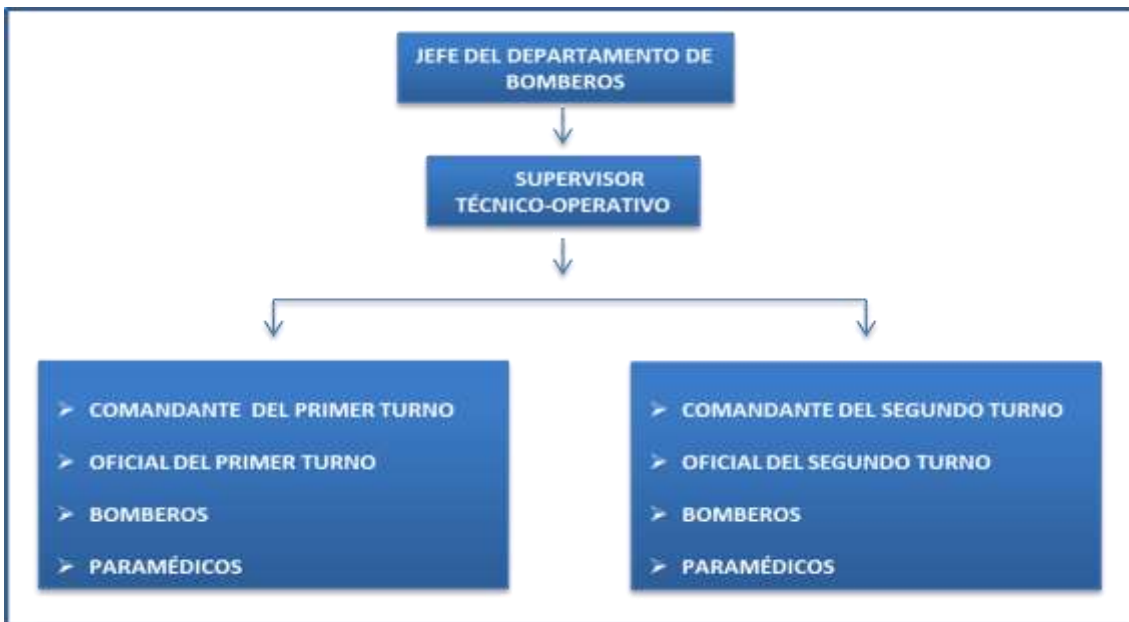 JEFE DEL DEPARTAMENTO DE
BOMBEROS
SUPERVISOR
TÉCNICO-OPERATIVO
➢ COMANDANTE DEL PRIMER TURNO
➢ OFICIAL DEL PRIMER TURNO
➢ BOMBEROS
➢ PARAMÉDICOS
➢ COMANDANTE DEL SEGUNDO TURNO
➢ OFICIAL DEL SEGUNDO TURNO
➢ BOMBEROS
➢ PARAMÉDICOS